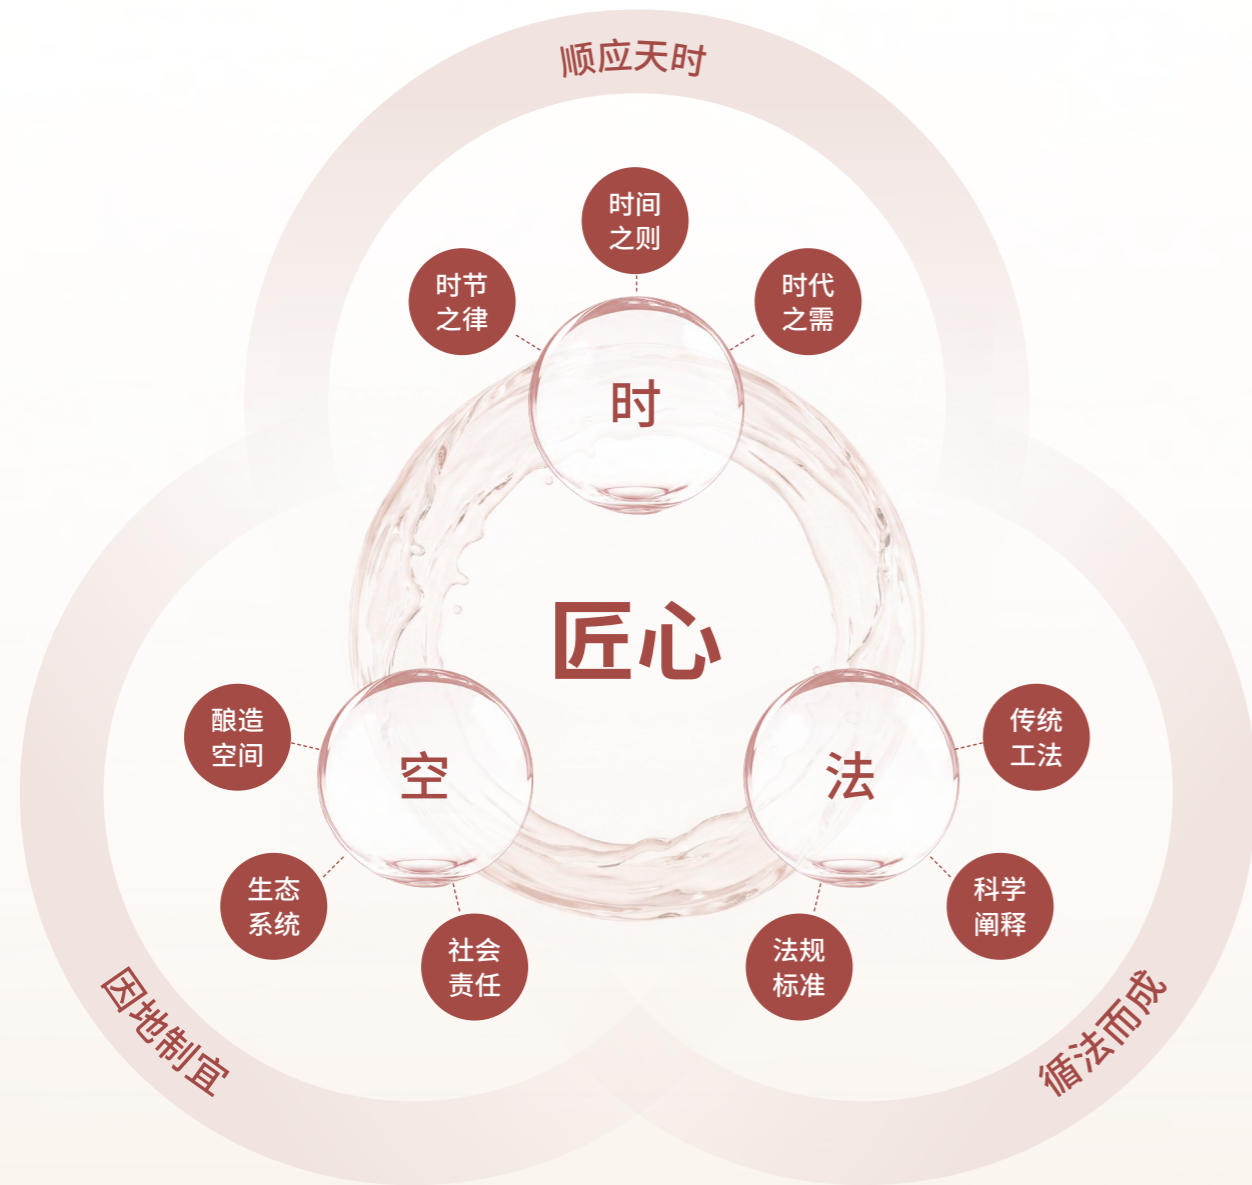 顺应天时
时间
之则
时节
之律
时代
之需
时
匠心
空
法
酿造
空间
生态
系统
社会
责任
传统
工法
科学
阐释
法规
标准
因地制宜
循法而成